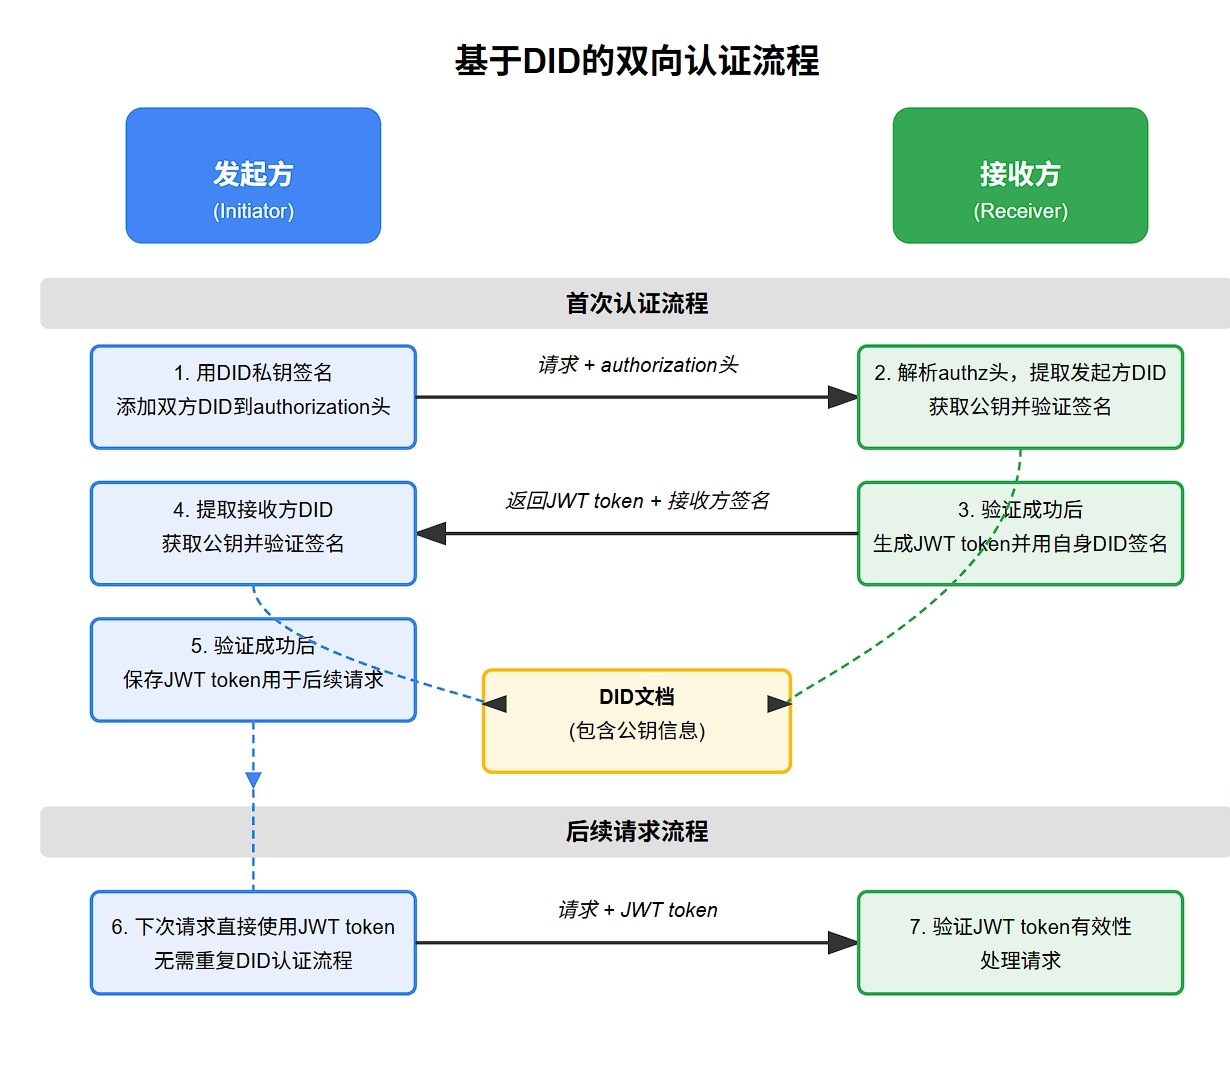 基于DID的双向认证流程
发起方
(Initiator)
接收方
(Receiver)
首次认证流程
1. 用DID私钥签名
添加双方DID到authorization头
请求 + authorization头
2. 解析authz头，提取发起方DID
获取公钥并验证签名
4. 提取接收方DID
获取公钥并验证签名
返回JWT token + 接收方签名
3. 验证成功后
生成JWT token并用自身DID签名
5. 验证成功后
保存JWT token用于后续请求
DID文档
(包含公钥信息)
后续请求流程
6. 下次请求直接使用JWT token
无需重复DID认证流程
请求 + JWT token
7. 验证JWT token有效性
处理请求